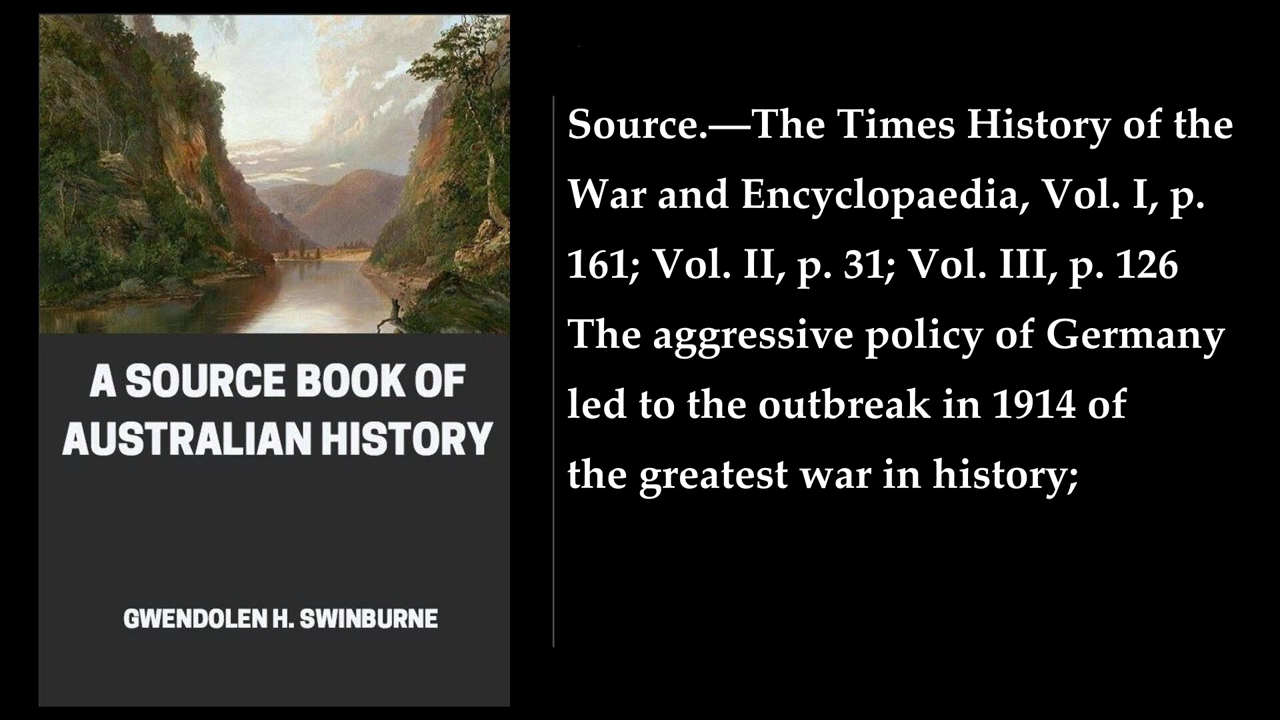 A SOURCE BOOK OF
AUSTRALIAN HISTORY
GWENDOLEN H. SWINBURNE
Source.—The Times History of the
War and Encyclopaedia, Vol. I, p.
161; Vol. II, p. 31; Vol. III, p. 126
The aggressive policy of Germany
led to the outbreak in 1914 of
the greatest war in history;